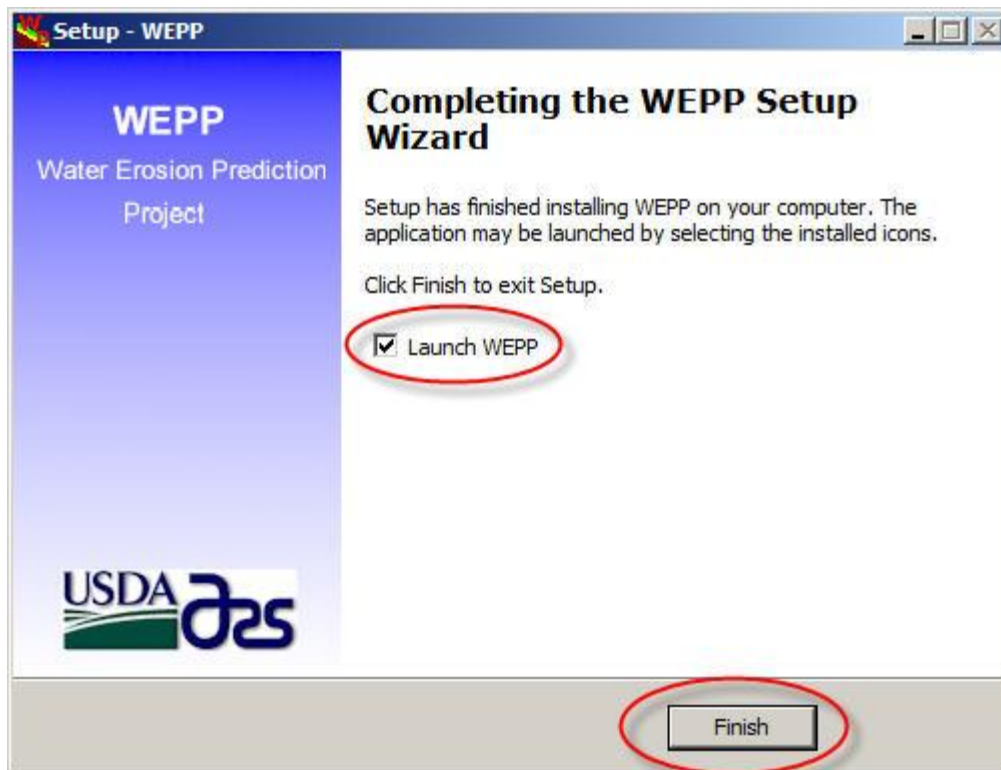 Setup - WEPP
WEPP
Water Erosion Prediction
Project
Completing the WEPP Setup
Wizard
Setup has finished installing WEPP on your computer. The
application may be launched by selecting the installed icons.
Click Finish to exit Setup.
Launch WEPP
USDA
ars
Finish